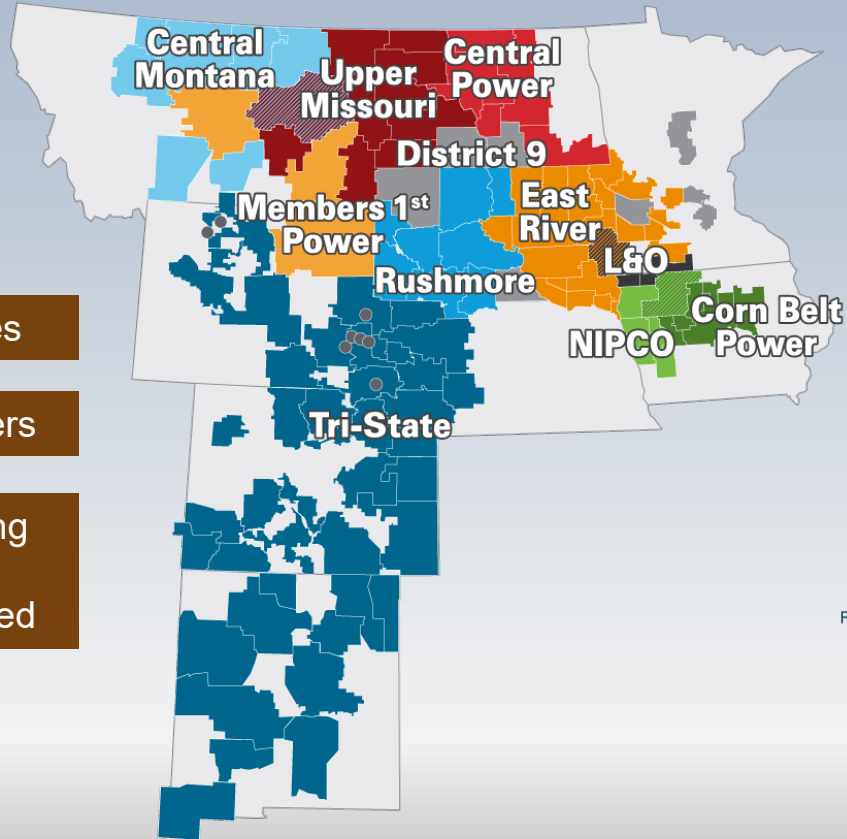 Central
Montana
Upper
Missouri
Central
Power
District 9
Members 1st
Power
East
River
L&O
Rushmore
NIPCO
Corn Belt
Power
Tri-State
es
ers
ng
ed
F